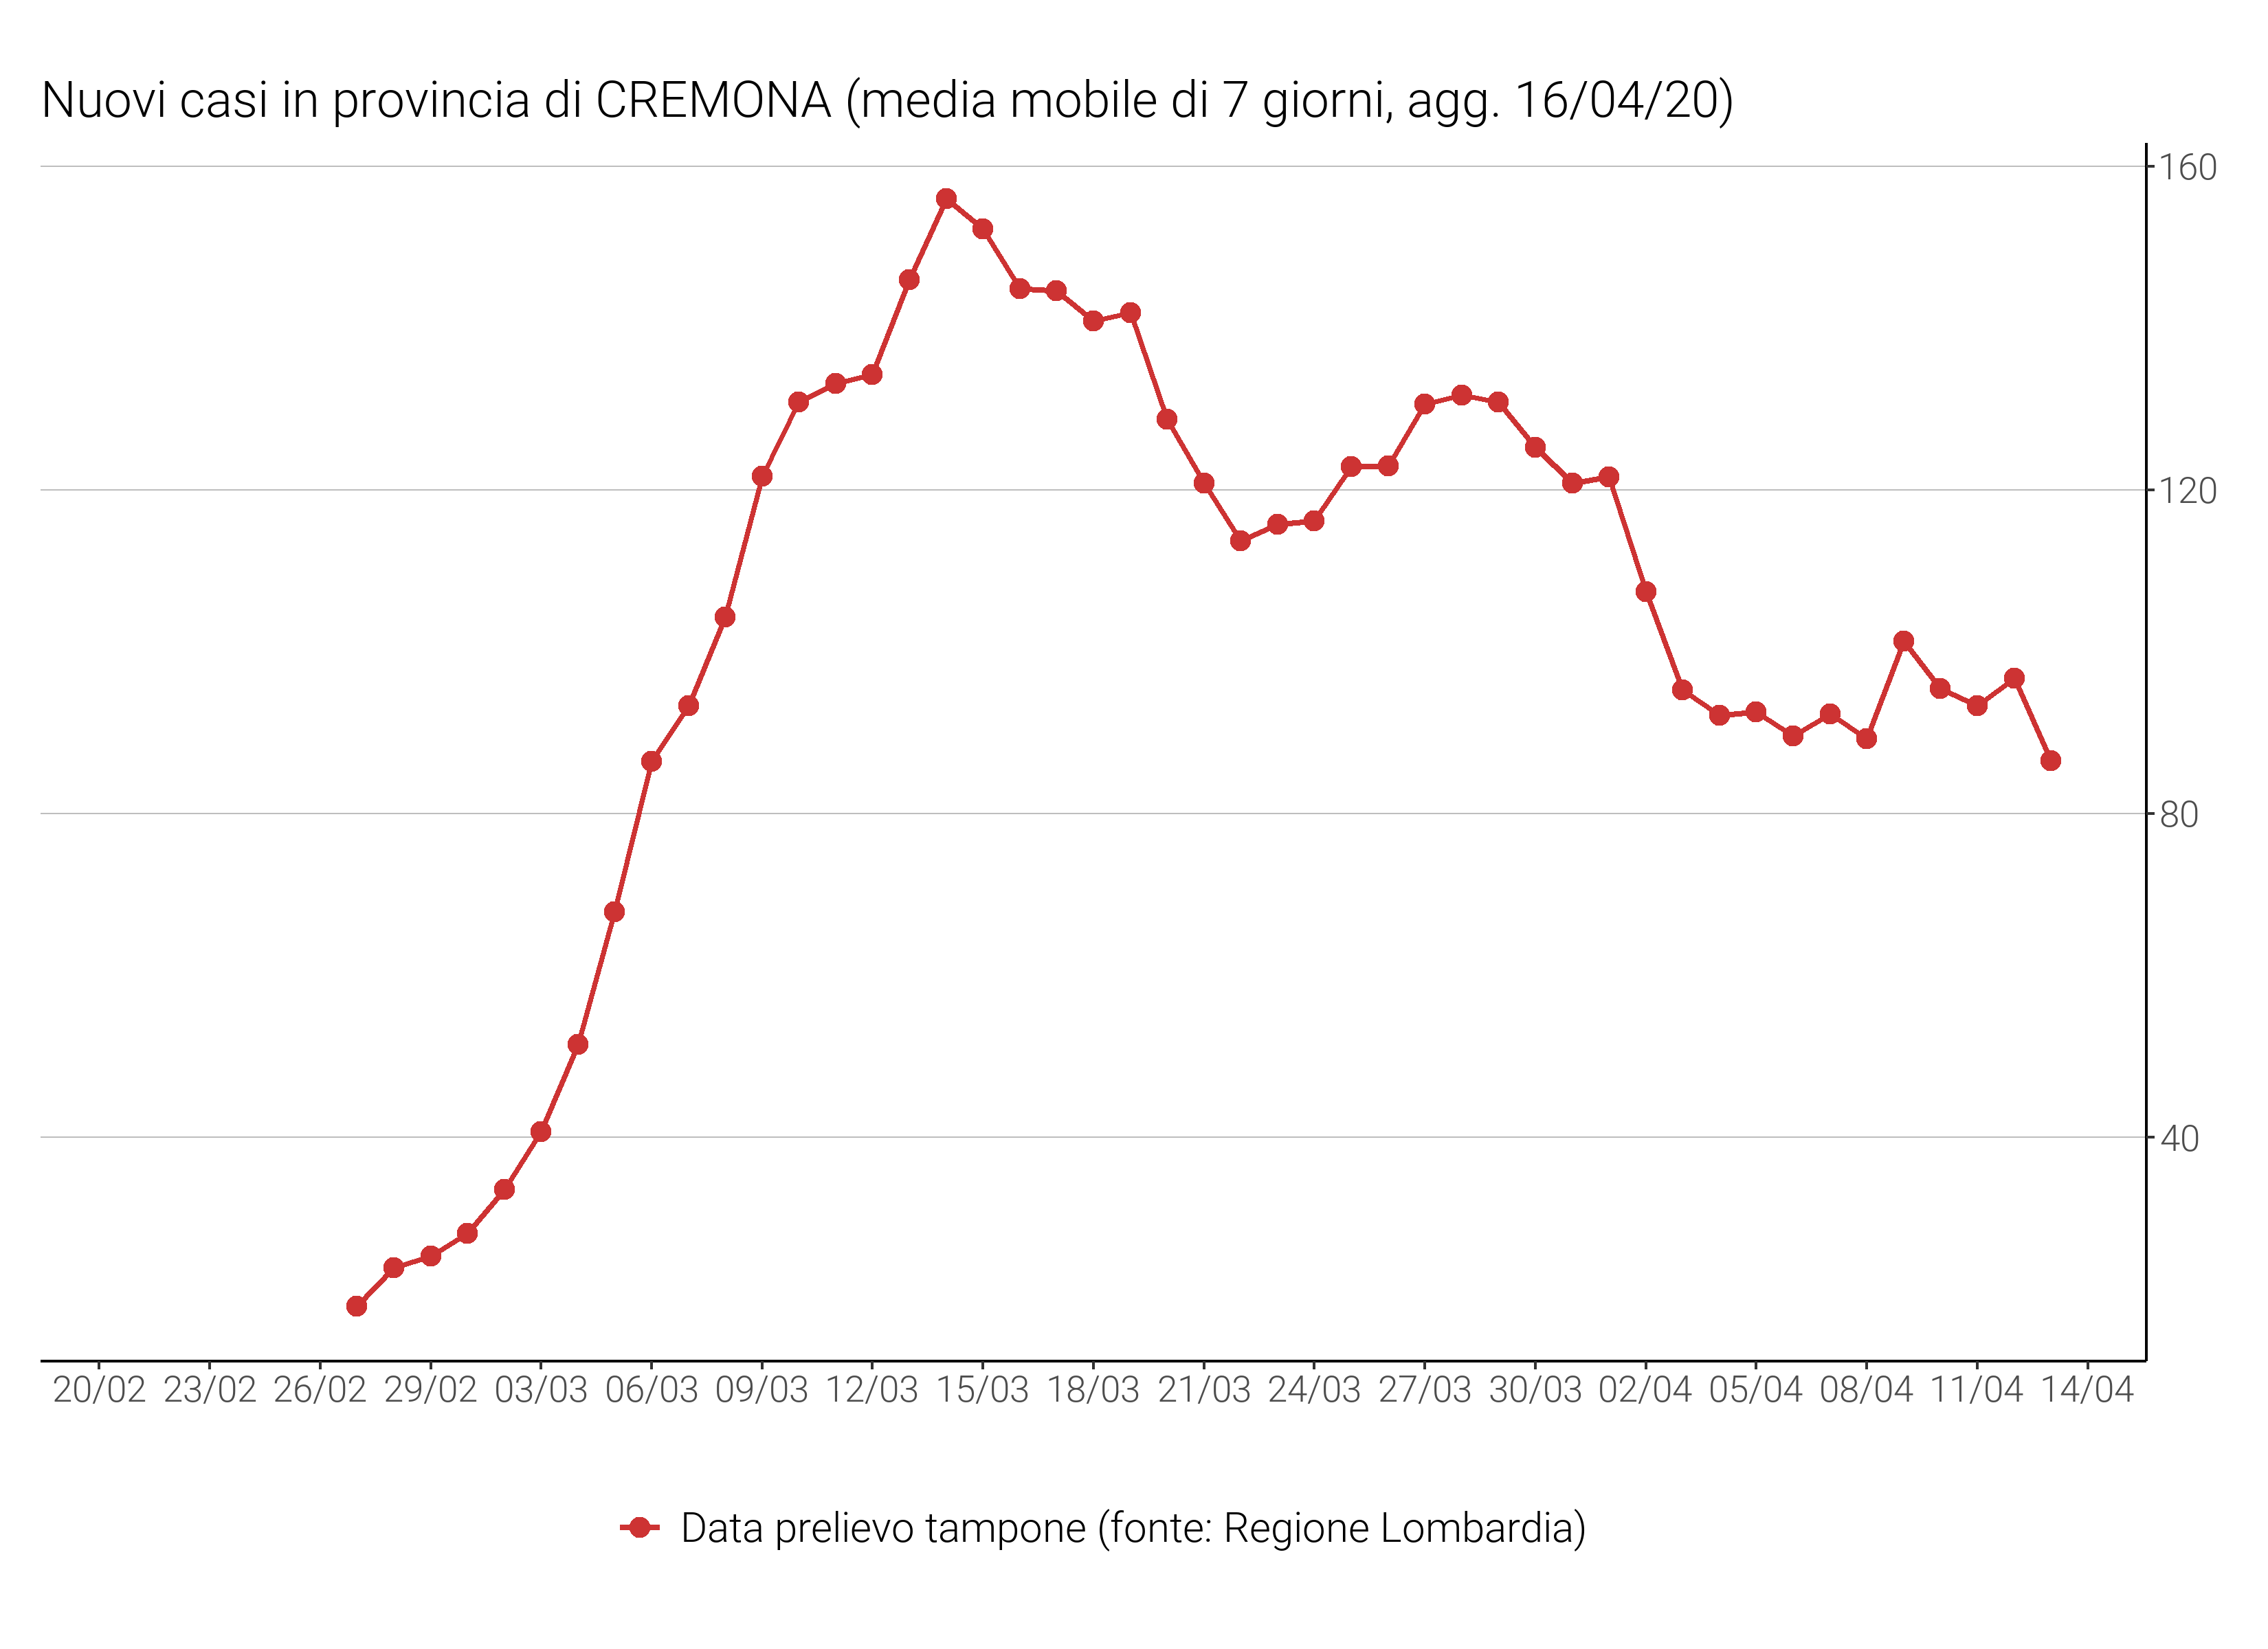 Nuovi casi in provincia di CREMONA (media mobile di 7 giorni, agg. 16/04/20)
160
120
80
40
20/02 23/02 26/02 29/02 03/03 06/03 09/03 12/03 15/03 18/03 21/03 24/03 27/03 30/03 02/04 05/04 08/04 11/04 14/04
Data prelievo tampone (fonte: Regione Lombardia)